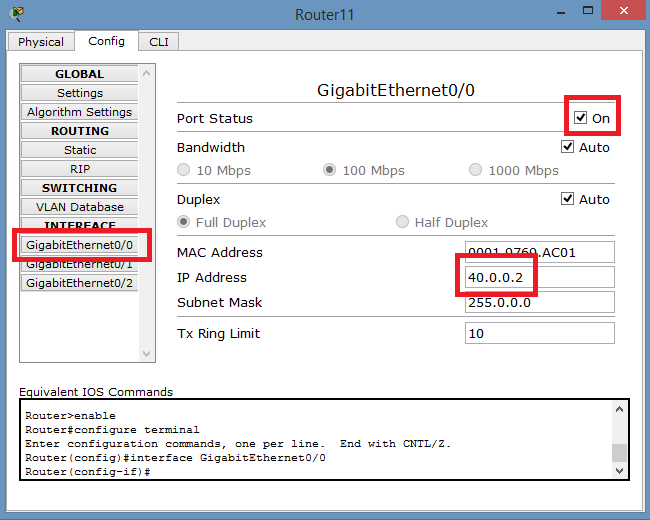 Router11
Physical Config CLI
GLOBAL
Settings
Algorithm Settings
ROUTING
Static
RIP
SWITCHING
VLAN Database
INTERFACE
GigabitEthernet0/0
GigabitEthernet0/1
GigabitEthernet0/2
GigabitEthernet0/0
Port Status On
Bandwidth Auto
10 Mbps 100 Mbps 1000 Mbps
Duplex Auto
Full Duplex Half Duplex
MAC Address 0001.9760.AC01
IP Address 40.0.0.2
Subnet Mask 255.0.0.0
Tx Ring Limit 10
Equivalent IOS Commands
Router>enable
Router#configure terminal
Enter configuration commands, one per line. End with CNTL/Z.
Router(config)#interface GigabitEthernet0/0
Router(config-if)#